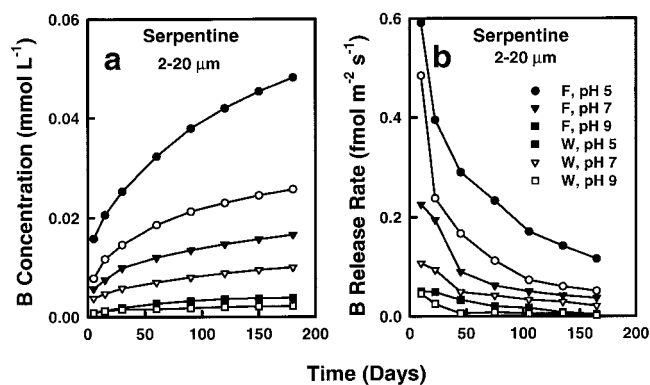 Serpentine
a
2-20 μm
B Concentration (mmol L-1)
0.06
0.04
0.02
0.00
0
50
100
150
200
Serpentine
b
2-20 μm
F, pH 5
F, pH 7
F, pH 9
W, pH 5
W, pH 7
W, pH 9
B Release Rate (fmol m-2 s-1)
0.6
0.4
0.2
0.0
0
50
100
150
200
Time (Days)